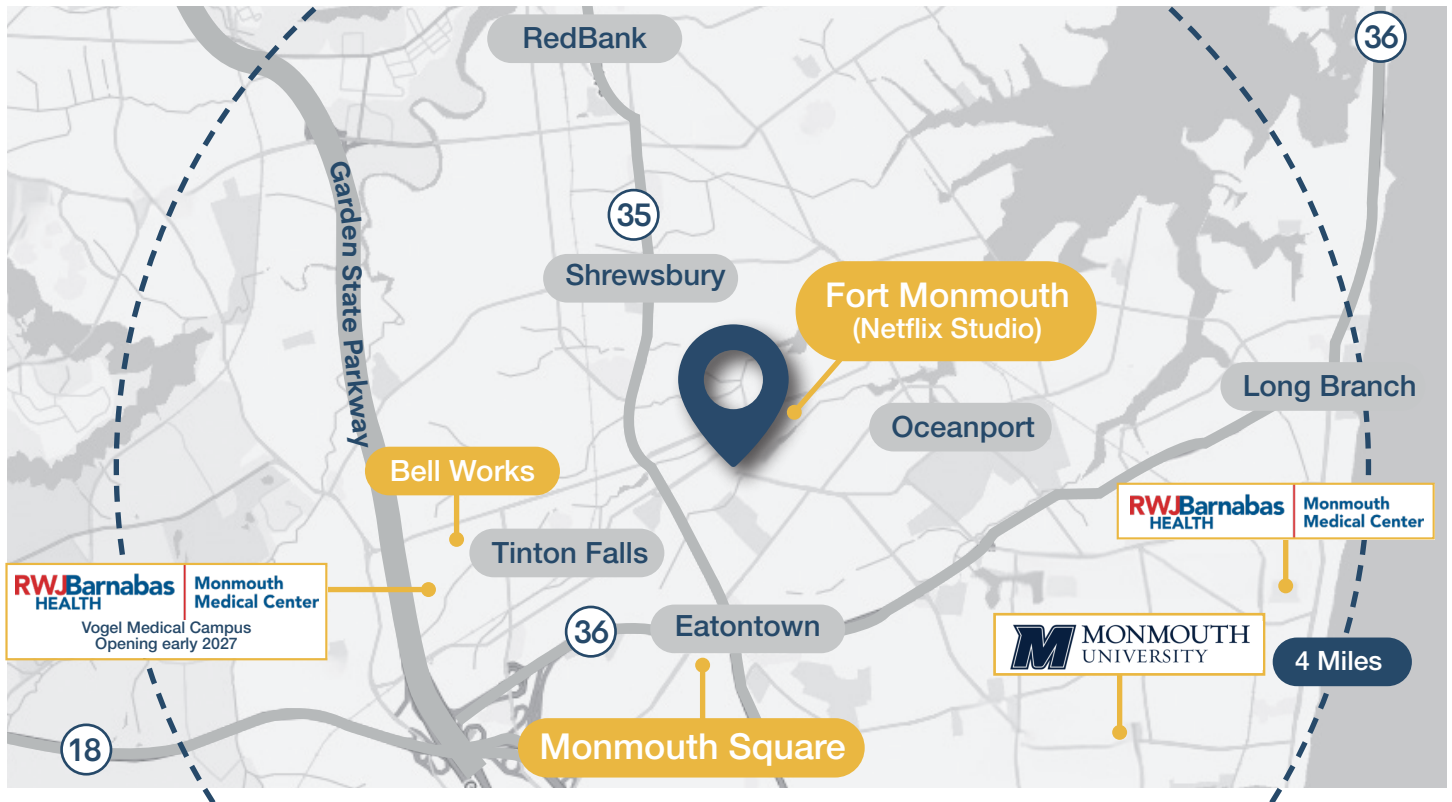 RedBank
36
Garden State Parkway
35
Shrewsbury
Fort Monmouth
(Netflix Studio)
Long Branch
Oceanport
Bell Works
RWJBarnabas
HEALTH
Monmouth
Medical Center
Tinton Falls
RWJBarnabas
HEALTH
Monmouth
Medical Center
Vogel Medical Campus
Opening early 2027
36
Eatontown
M MONMOUTH
UNIVERSITY
4 Miles
18
Monmouth Square